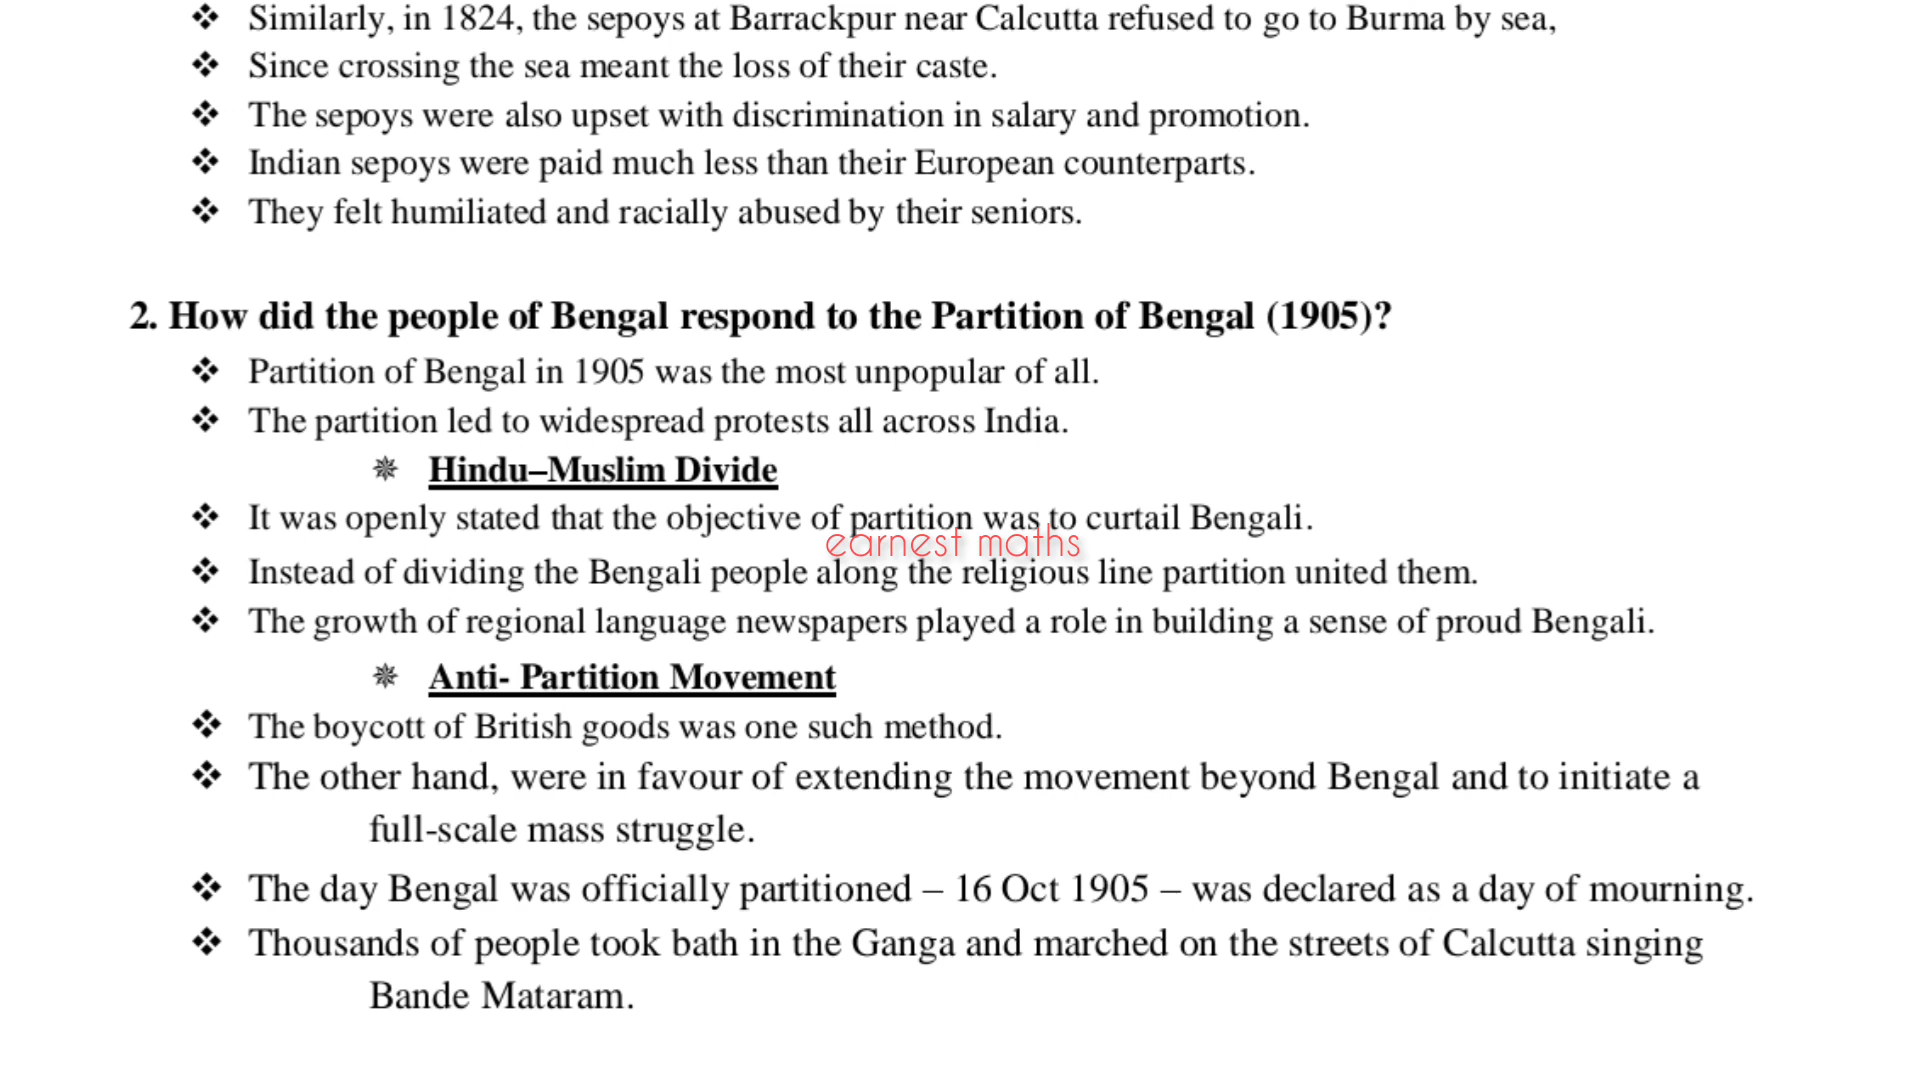 ❖ Similarly, in 1824, the sepoys at Barrackpur near Calcutta refused to go to Burma by sea,
❖ Since crossing the sea meant the loss of their caste.
❖ The sepoys were also upset with discrimination in salary and promotion.
❖ Indian sepoys were paid much less than their European counterparts.
❖ They felt humiliated and racially abused by their seniors.
2. How did the people of Bengal respond to the Partition of Bengal (1905)?
❖ Partition of Bengal in 1905 was the most unpopular of all.
❖ The partition led to widespread protests all across India.
✵ Hindu–Muslim Divide
❖ It was openly stated that the objective of partition was to curtail Bengali.
earnest maths
❖ Instead of dividing the Bengali people along the religious line partition united them.
❖ The growth of regional language newspapers played a role in building a sense of proud Bengali.
✵ Anti- Partition Movement
❖ The boycott of British goods was one such method.
❖ The other hand, were in favour of extending the movement beyond Bengal and to initiate a
full-scale mass struggle.
❖ The day Bengal was officially partitioned – 16 Oct 1905 – was declared as a day of mourning.
❖ Thousands of people took bath in the Ganga and marched on the streets of Calcutta singing
Bande Mataram.